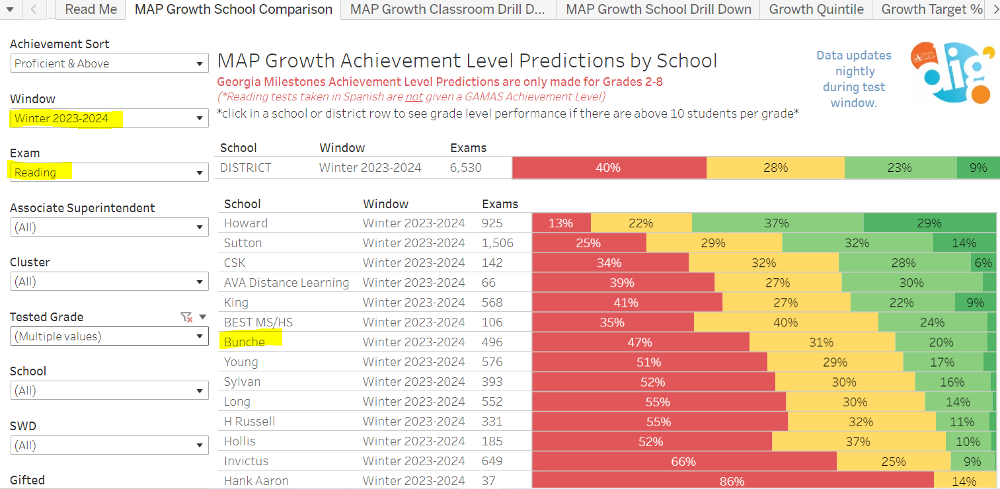 Read Me MAP Growth School Comparison MAP Growth Classroom Drill D... MAP Growth School Drill Down Growth Quintile Growth Target %
Achievement Sort
Proficient & Above
Window
Winter 2023-2024
Exam
Reading
Associate Superintendent
(All)
Cluster
(All)
Tested Grade
(Multiple values)
School
(All)
SWD
(All)
Gifted
MAP Growth Achievement Level Predictions by School
Georgia Milestones Achievement Level Predictions are only made for Grades 2-8
(*Reading tests taken in Spanish are not given a GAMAS Achievement Level)
*click in a school or district row to see grade level performance if there are above 10 students per grade*
Data updates
nightly
during test
window.
dig
School Window Exams
DISTRICT Winter 2023-2024 6,530 40% 28% 23% 9%
School Window Exams
Howard Winter 2023-2024 925 13% 22% 37% 29%
Sutton Winter 2023-2024 1,506 25% 29% 32% 14%
CSK Winter 2023-2024 142 34% 32% 28% 6%
AVA Distance Learning Winter 2023-2024 66 39% 27% 30%
King Winter 2023-2024 568 41% 27% 22% 9%
BEST MS/HS Winter 2023-2024 106 35% 40% 24%
Bunche Winter 2023-2024 496 47% 31% 20%
Young Winter 2023-2024 576 51% 29% 17%
Sylvan Winter 2023-2024 393 52% 30% 16%
Long Winter 2023-2024 552 55% 30% 14%
H Russell Winter 2023-2024 331 55% 32% 11%
Hollis Winter 2023-2024 185 52% 37% 10%
Invictus Winter 2023-2024 649 66% 25% 9%
Hank Aaron Winter 2023-2024 37 86% 14%